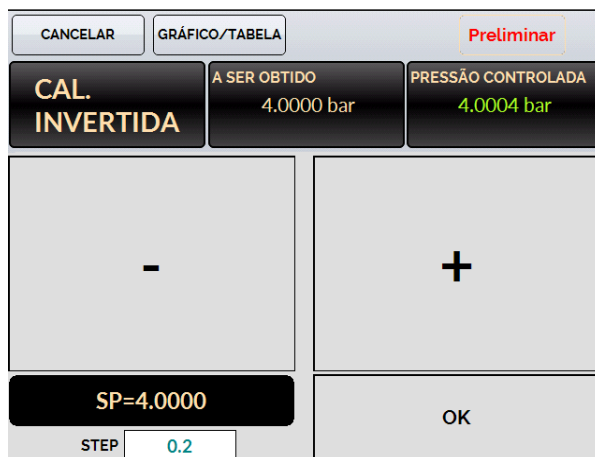 CANCELAR GRÁFICO/TABELA Preliminar
CAL.
INVERTIDA
A SER OBTIDO
4.0000 bar
PRESSÃO CONTROLADA
4.0004 bar
- +
SP=4.0000
OK
STEP 0.2